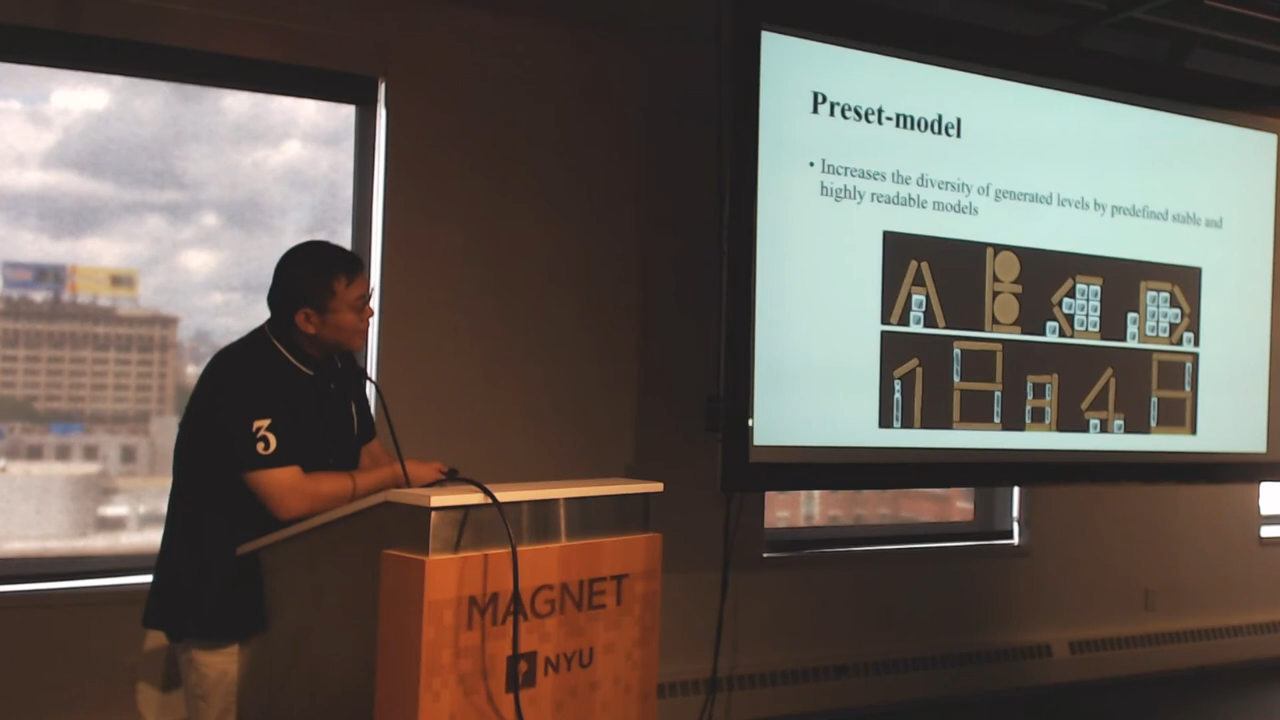 Preset-model
• Increases the diversity of generated levels by predefined stable and
highly readable models
3
MAGNET
NYU